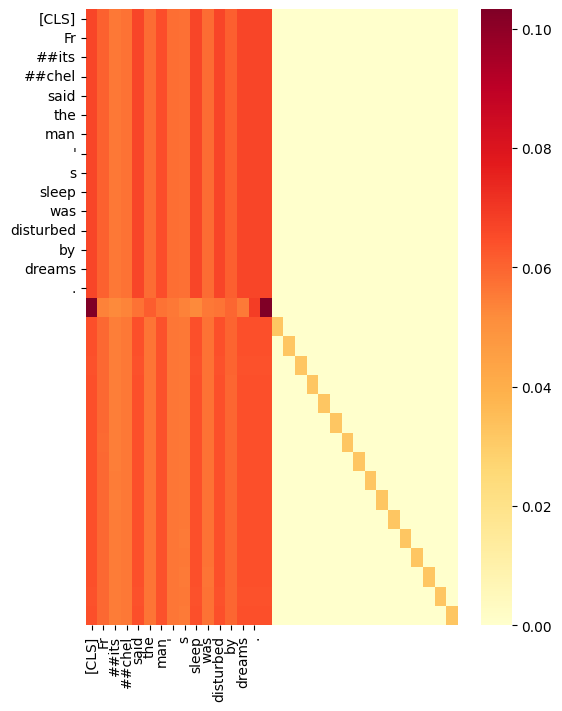 [CLS]
Fr
##its
##chel
said
the
man
'
s
sleep
was
disturbed
by
dreams
.
0.10
0.08
0.06
0.04
0.02
0.00
[CLS]
Fr
##its
##chel
said
the
man
'
s
sleep
was
disturbed
by
dreams
.